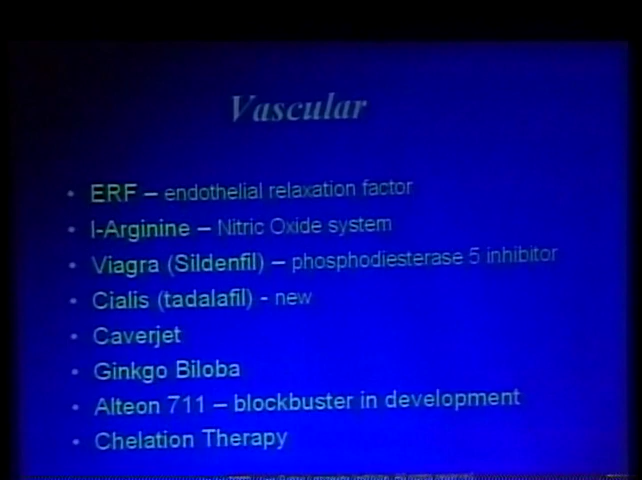 Vascular
• ERF – endothelial relaxation factor
• l-Arginine – Nitric Oxide system
• Viagra (Sildenfil) – phosphodiesterase 5 inhibitor
• Cialis (tadalafil) - new
• Caverjet
• Ginkgo Biloba
• Alteon 711 – blockbuster in development
• Chelation Therapy